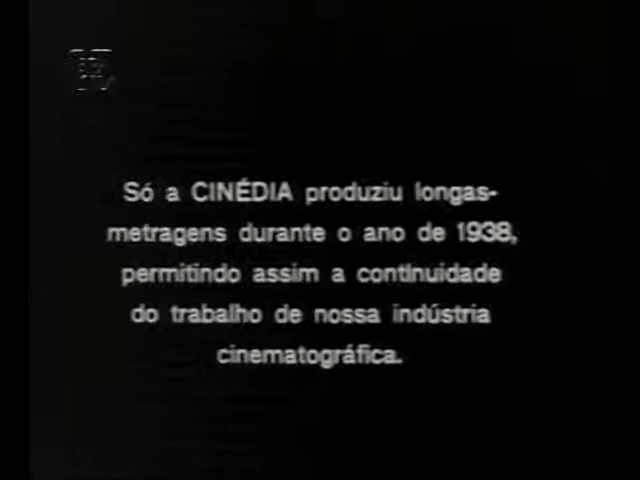 Só a CINÉDIA produziu longas-
metragens durante o ano de 1938,
permitindo assim a continuidade
do trabalho de nossa indústria
cinematográfica.